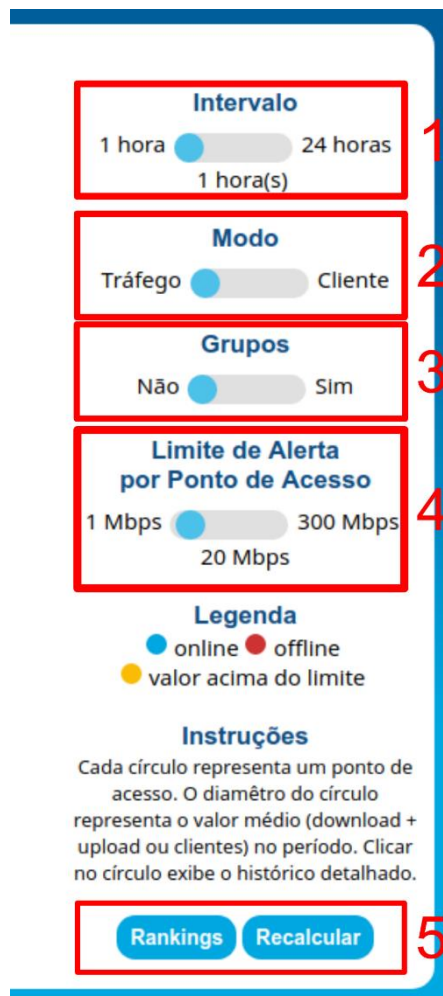 Intervalo
1 hora 24 horas
1 hora(s)
1
Modo
Tráfego Cliente
2
Grupos
Não Sim
3
Limite de Alerta
por Ponto de Acesso
1 Mbps 300 Mbps
20 Mbps
4
Legenda
online offline
valor acima do limite
Instruções
Cada círculo representa um ponto de
acesso. O diamêtro do círculo
representa o valor médio (download +
upload ou clientes) no período. Clicar
no círculo exibe o histórico detalhado.
Rankings Recalcular
5